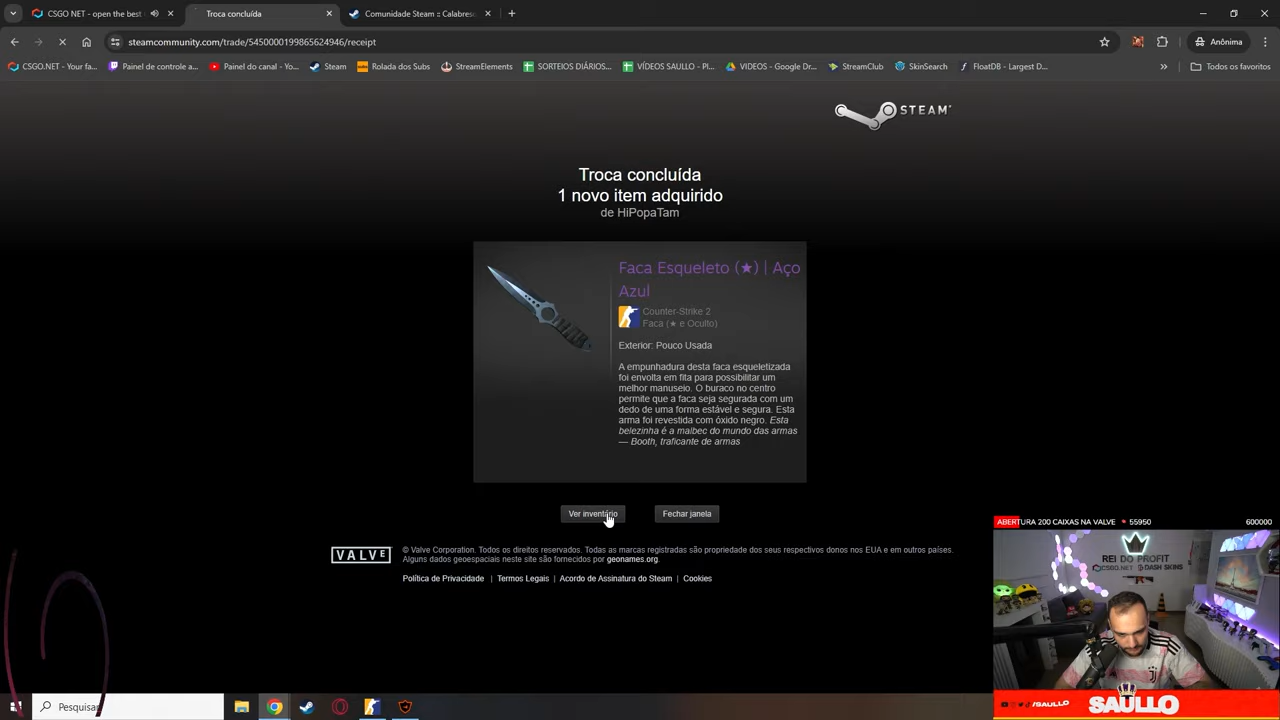 CSGO NET - open the best
Troca concluída
Comunidade Steam :: Calabres
steamcommunity.com/trade/5450001998656249​46/receipt
Anônima
CSGO.NET - Your fa...
Painel de controle a...
Painel do canal - Yo...
Steam
Rolada dos Subs
StreamElements
SORTEIOS DIÁRIOS...
VÍDEOS SAULLO - Pl...
VIDEOS - Google Dr...
StreamClub
SkinSearch
FloatDB - Largest D...
Todos os favoritos
STEAM
Troca concluída
1 novo item adquirido
de HiPopaTam
Faca Esqueleto (★) | Aço
Azul
Counter-Strike 2
Faca (★ e Oculto)
Exterior: Pouco Usada
A empunhadura desta faca esqueletizada
foi envolta em fita para possibilitar um
melhor manuseio. O buraco no centro
permite que a faca seja segurada com um
dedo de uma forma estável e segura. Esta
arma foi revestida com óxido negro. Esta
belezinha é a maibec do mundo das armas
— Booth, traficante de armas
Ver inventário
Fechar janela
VALVE
© Valve Corporation. Todos os direitos reservados. Todas as marcas registradas são propriedade dos seus respectivos donos nos EUA e em outros países.
Alguns dados geoespaciais neste site são fornecidos por geonames.org.
Política de Privacidade | Termos Legais | Acordo de Assinatura do Steam | Cookies
ABERTURA 200 CAIXAS NA VALVE
55950
600000
REI DO PROFIT
CSGO.NET
DASH SKINS
/SAULLO
SAULLO
Pesquisar